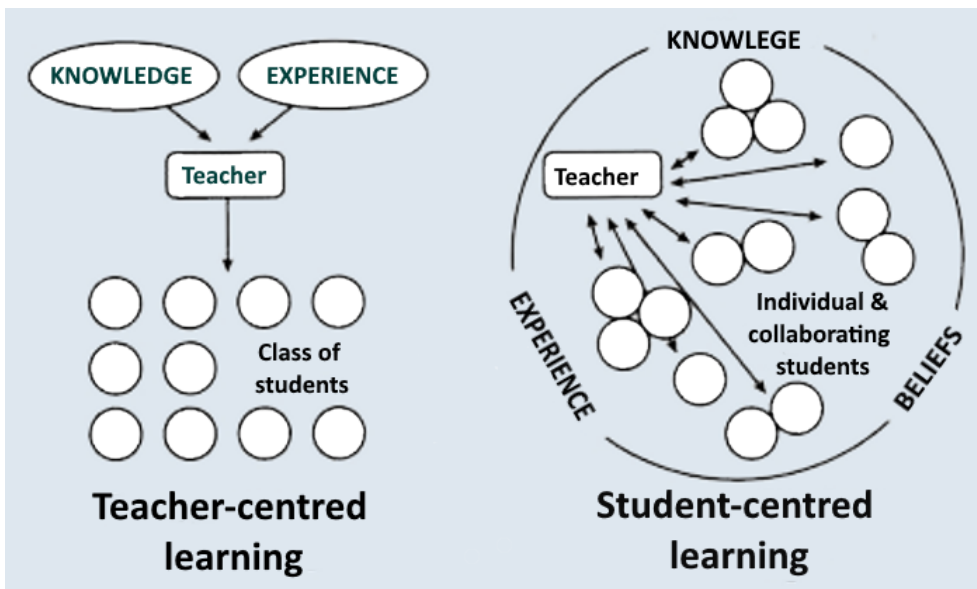 KNOWLEDGE
EXPERIENCE
Teacher
Class of
students
Teacher-centred
learning
KNOWLEGE
Teacher
Individual &
collaborating
students
EXPERIENCE
BELIEFS
Student-centred
learning